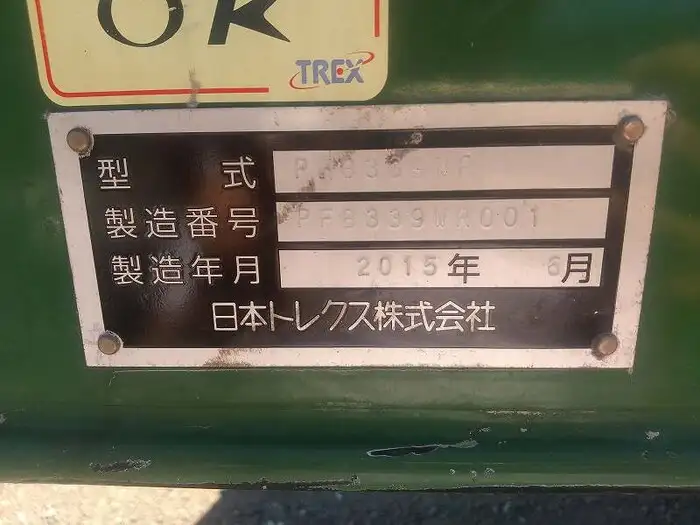 OK
TREX
型式
製造番号 PFB339WR001
製造年月 2015年 6月
日本トレクス株式会社